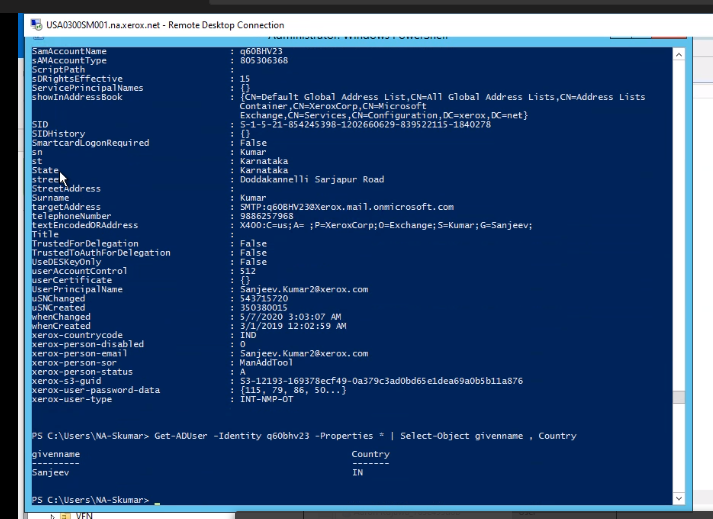 USA0300SM001.na.xerox.net - Remote Desktop Connection
Administrator: Windows PowerShell
SamAccountName : q60BHV23
sAMAccountType : 805306368
ScriptPath :
sDRightsEffective : 15
ServicePrincipalNames : {}
showInAddressBook : {CN=Default Global Address List,CN=All Global Address Lists,CN=Address Lists
Container,CN=XeroxCorp,CN=Microsoft
Exchange,CN=Services,CN=Configuration,DC=xerox,DC=net}
SID : S-1-5-21-854245398-1202660629-839522115-1840278
SIDHistory : {}
SmartcardLogonRequired : False
sn : Kumar
st : Karnataka
State : Karnataka
street : Doddakannelli Sarjapur Road
StreetAddress :
Surname : Kumar
targetAddress : SMTP:q60BHV23@Xerox.mail.onmicrosoft.com
telephoneNumber : 9886257968
textEncodedORAddress : X400:C=us;A= ;P=XeroxCorp;O=Exchange;S=Kumar;G=Sanjeev;
Title :
TrustedForDelegation : False
TrustedToAuthForDelegation : False
UseDESKeyOnly : False
userAccountControl : 512
userCertificate : {}
UserPrincipalName : Sanjeev.Kumar2@xerox.com
uSNChanged : 543715720
uSNCreated : 350380015
whenChanged : 5/7/2020 3:03:07 AM
whenCreated : 3/1/2019 12:02:59 AM
xerox-countrycode : IND
xerox-person-disabled : 0
xerox-person-email : Sanjeev.Kumar2@xerox.com
xerox-person-sor : ManAddTool
xerox-person-status : A
xerox-s3-guid : S3-12193-169378ecf49-0a379c3ad0bd65e1dea69a0b5b11a876
xerox-user-password-data : {115, 79, 86, 50...}
xerox-user-type : INT-NMP-OT
PS C:\Users\NA-Skumar> Get-ADUser -Identity q60bhv23 -Properties * | Select-Object givenname , Country
givenname Country
--------- -------
Sanjeev IN
PS C:\Users\NA-Skumar> _
VEN